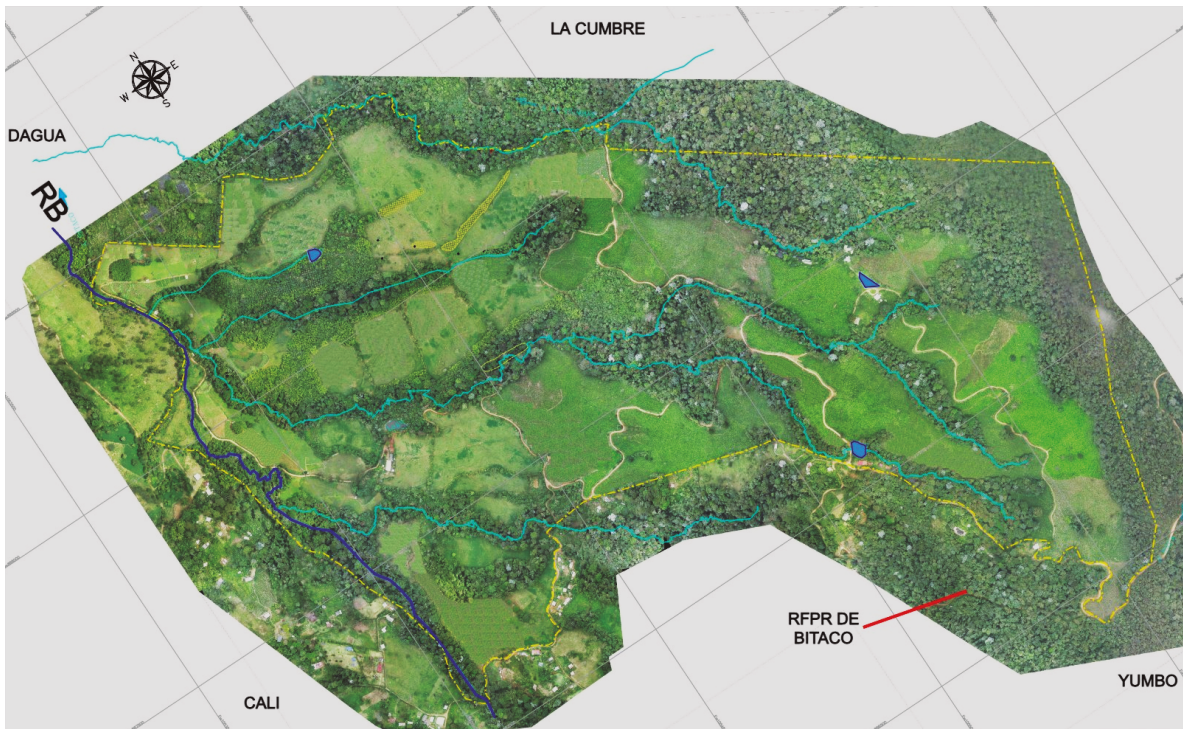 LA CUMBRE
N
E
W
S
DAGUA
RB
RFPR DE
BITACO
YUMBO
CALI